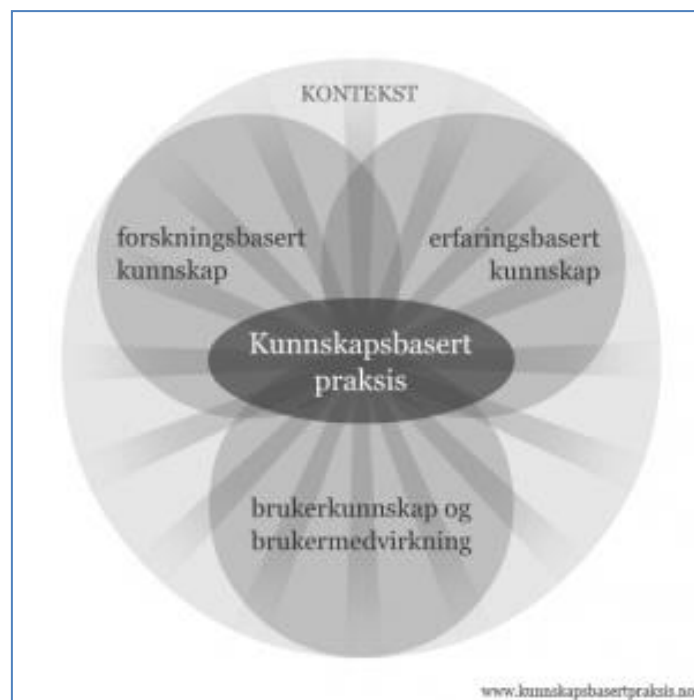 KONTEKST
forskningsbasert
kunnskap
erfaringsbasert
kunnskap
Kunnskapsbasert
praksis
brukerkunnskap og
brukermedvirkning
www.kunnskapsbasertpraksis.no